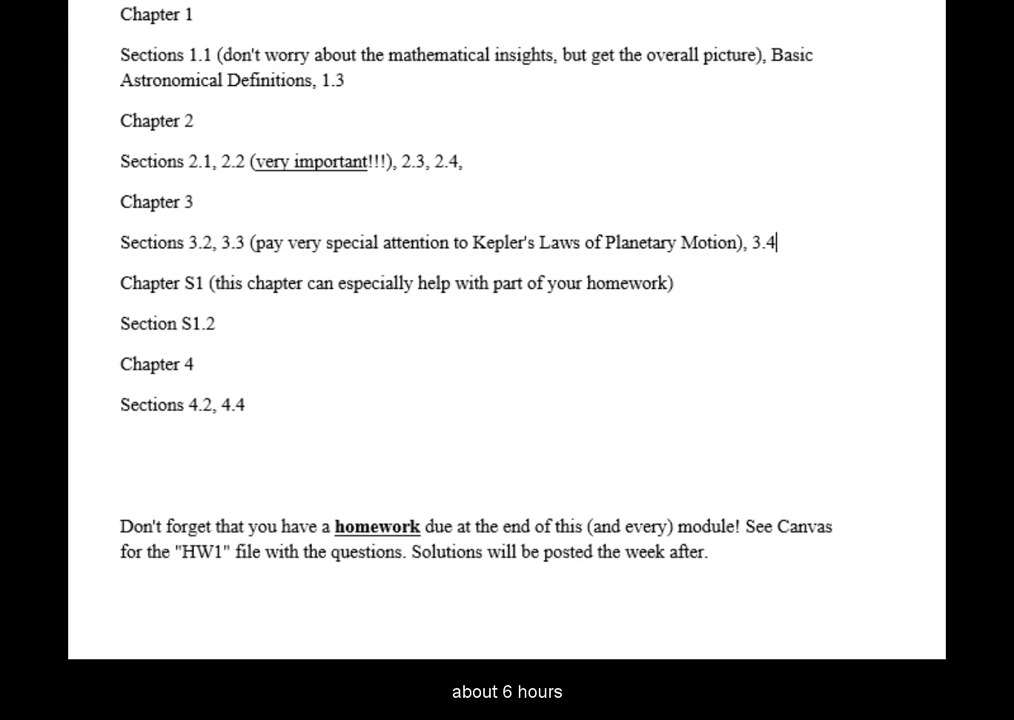 Chapter 1
Sections 1.1 (don't worry about the mathematical insights, but get the overall picture), Basic
Astronomical Definitions, 1.3
Chapter 2
Sections 2.1, 2.2 (very important!!!), 2.3, 2.4,
Chapter 3
Sections 3.2, 3.3 (pay very special attention to Kepler's Laws of Planetary Motion), 3.4
Chapter S1 (this chapter can especially help with part of your homework)
Section S1.2
Chapter 4
Sections 4.2, 4.4
Don't forget that you have a homework due at the end of this (and every) module! See Canvas
for the "HW1" file with the questions. Solutions will be posted the week after.
about 6 hours